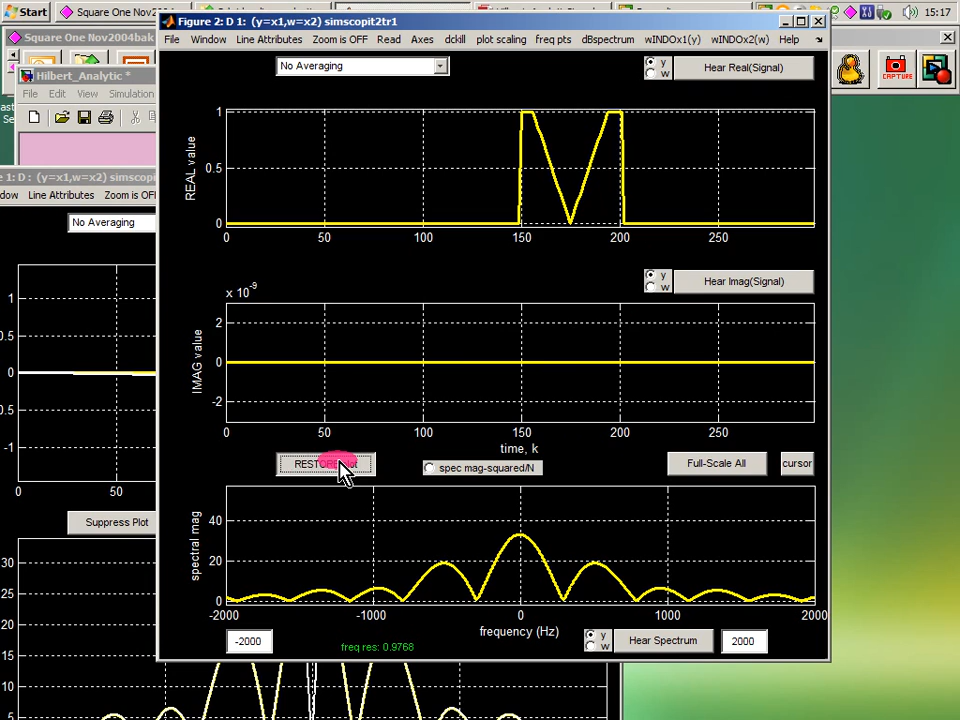 Start
Square One Nov2004
15:17
Square One Nov2004bak
Figure 2: D 1: (y=x1,w=x2) simscopit2tr1
File Window Line Attributes Zoom is OFF Read Axes dckill plot scaling freq pts dBspectrum wINDOx1(y) wINDOx2(w) Help
Hilbert_Analytic *
File Edit View Simulation
No Averaging
y
w
Hear Real(Signal)
CAPTURE
REAL value
1
0.5
0
0 50 100 150 200 250
e 1: D : (y=x1,w=x2) simscopi
dow Line Attributes Zoom is OFF
No Averaging
y
w
Hear Imag(Signal)
x 10-9
IMAG value
2
0
-2
0 50 100 150 200 250
time, k
1
0.5
0
0.5
-1
0 50
Suppress Plot
RESTORE
spec mag-squared/N
Full-Scale All
cursor
spectral mag
40
20
0
-2000 -1000 0 1000 2000
frequency (Hz)
-2000
freq res: 0.9768
y
w
Hear Spectrum
2000
30
25
20
15
10
5